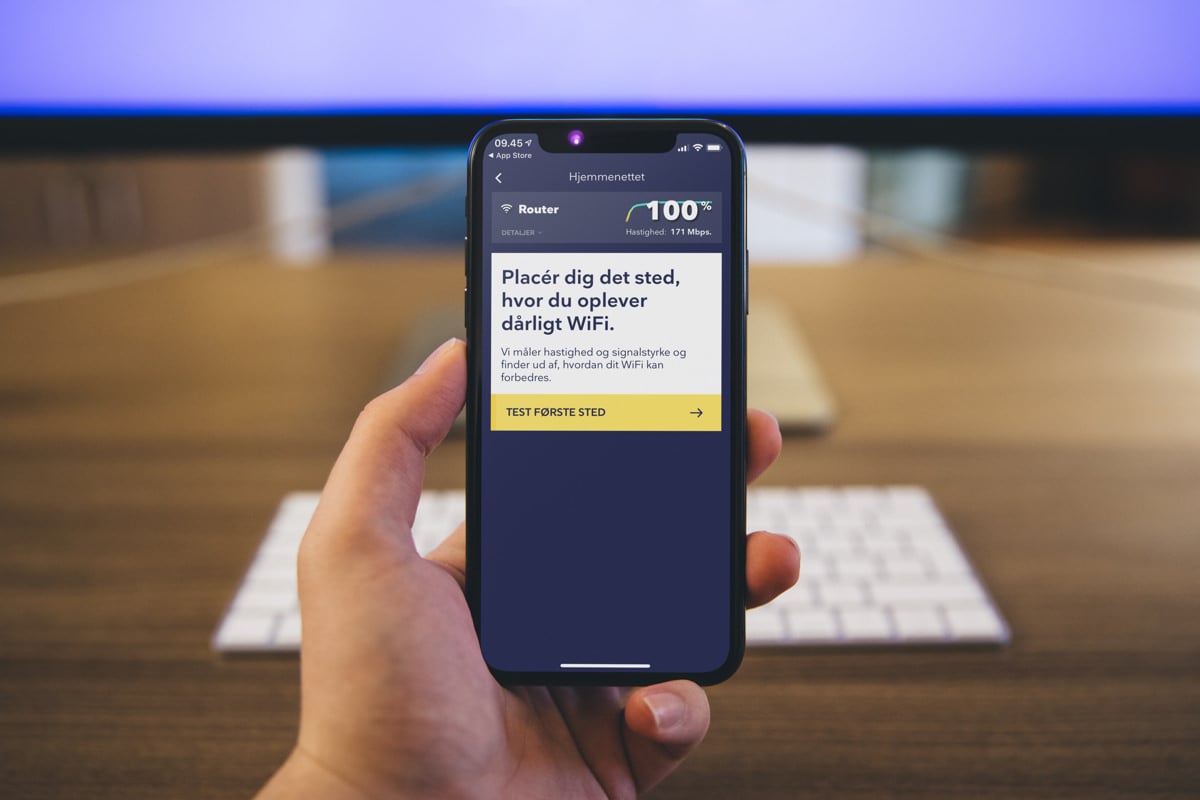 09.45
◀ App Store
Hjemmenettet
Router
100%
DETALJER
Hastighed: 171 Mbps.
Placér dig det sted,
hvor du oplever
dårligt WiFi.
Vi måler hastighed og signalstyrke og
finder ud af, hvordan dit WiFi kan
forbedres.
TEST FØRSTE STED